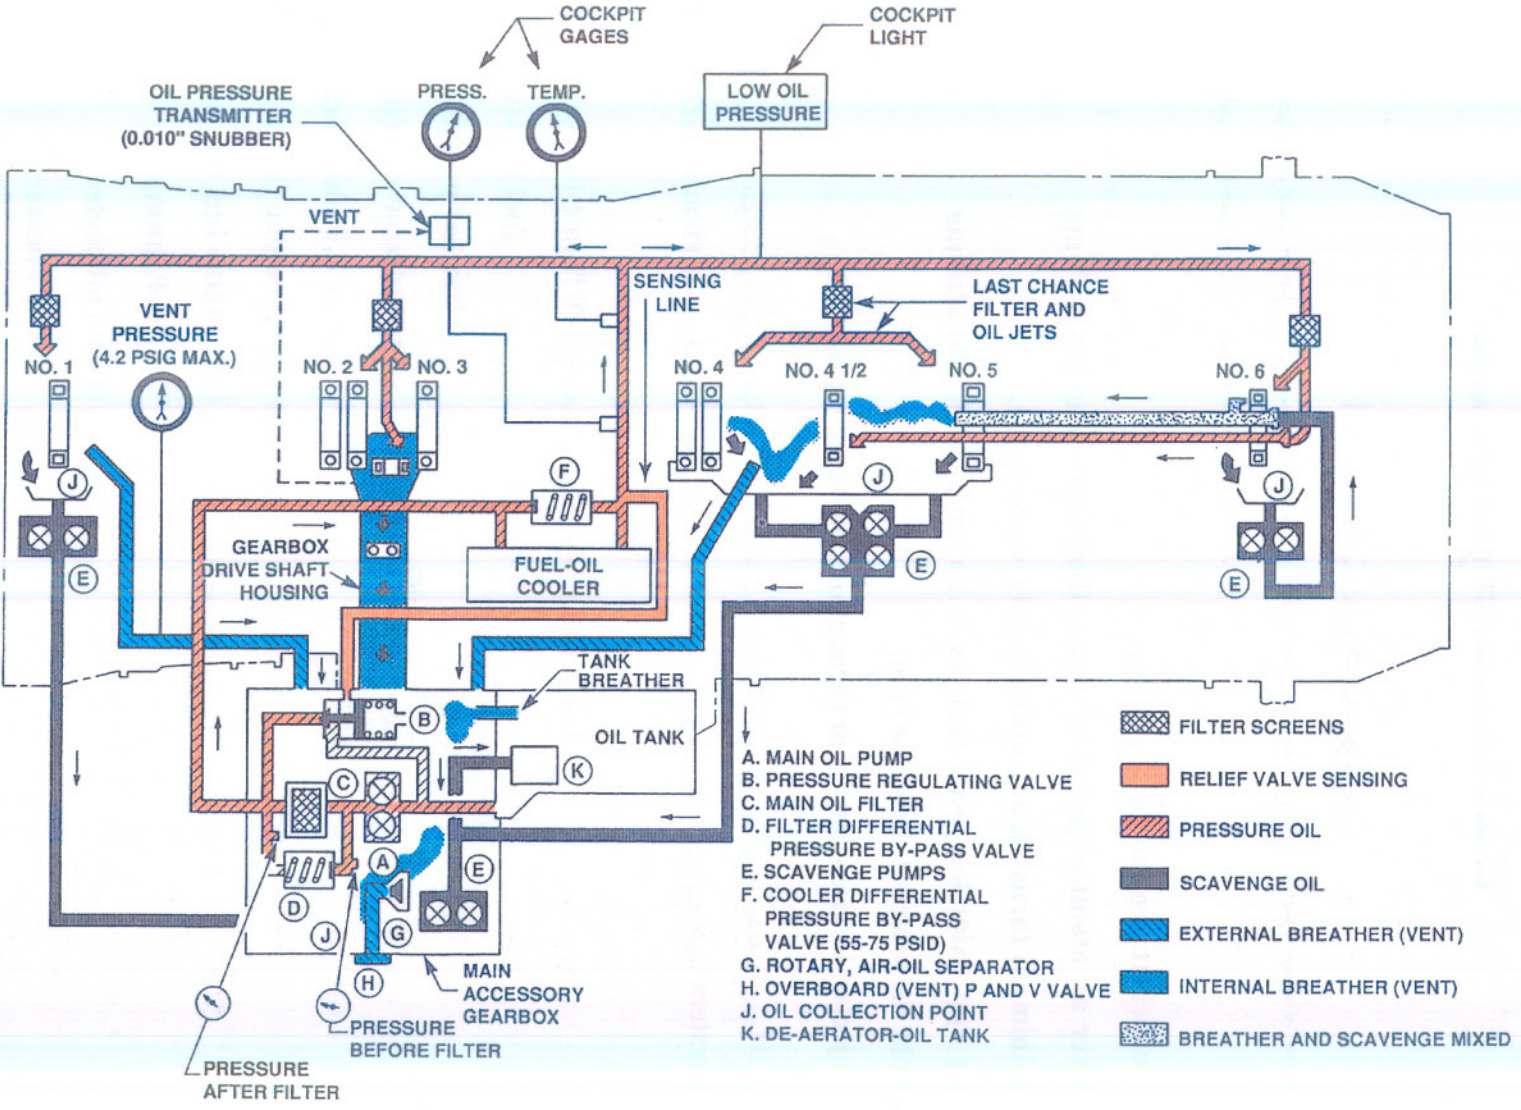 COCKPIT
GAGES
COCKPIT
LIGHT
OIL PRESSURE
TRANSMITTER
(0.010" SNUBBER)
PRESS.
TEMP.
LOW OIL
PRESSURE
VENT
SENSING
LINE
LAST CHANCE
FILTER AND
OIL JETS
VENT
PRESSURE
(4.2 PSIG MAX.)
NO. 1
NO. 2
NO. 3
NO. 4
NO. 4 1/2
NO. 5
NO. 6
J
F
J
J
E
GEARBOX
DRIVE SHAFT
HOUSING
FUEL-OIL
COOLER
E
E
TANK
BREATHER
B
OIL TANK
K
C
A
E
D
J
G
H
MAIN
ACCESSORY
GEARBOX
PRESSURE
BEFORE FILTER
PRESSURE
AFTER FILTER
A. MAIN OIL PUMP
B. PRESSURE REGULATING VALVE
C. MAIN OIL FILTER
D. FILTER DIFFERENTIAL
PRESSURE BY-PASS VALVE
E. SCAVENGE PUMPS
F. COOLER DIFFERENTIAL
PRESSURE BY-PASS
VALVE (55-75 PSID)
G. ROTARY, AIR-OIL SEPARATOR
H. OVERBOARD (VENT) P AND V VALVE
J. OIL COLLECTION POINT
K. DE-AERATOR-OIL TANK
FILTER SCREENS
RELIEF VALVE SENSING
PRESSURE OIL
SCAVENGE OIL
EXTERNAL BREATHER (VENT)
INTERNAL BREATHER (VENT)
BREATHER AND SCAVENGE MIXED